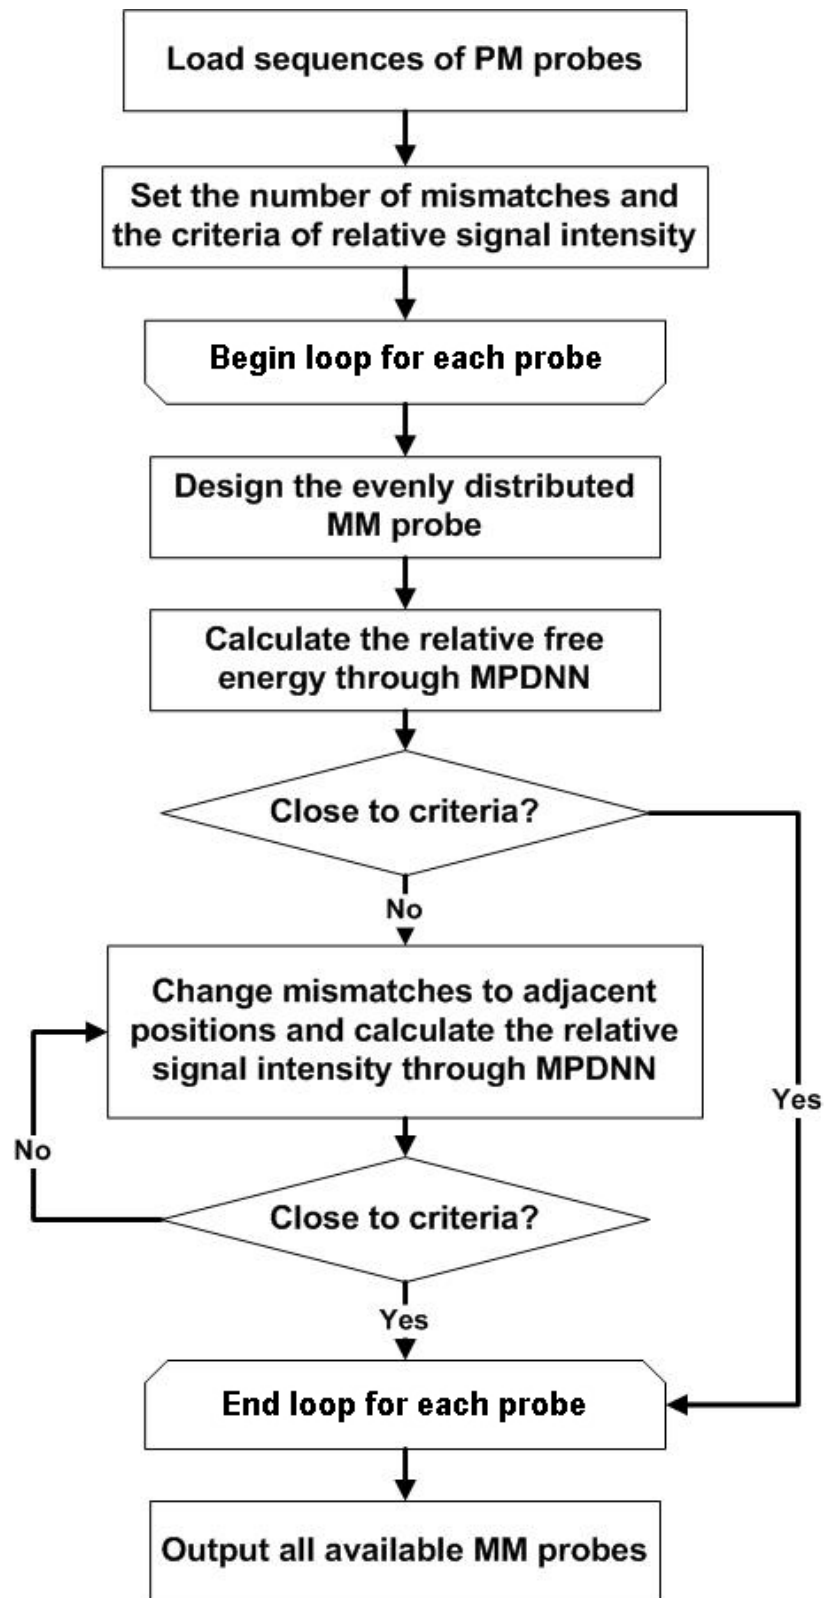 Load sequences of PM probes
Set the number of mismatches and
the criteria of relative signal intensity
Begin loop for each probe
Design the evenly distributed
MM probe
Calculate the relative free
energy through MPDNN
Close to criteria?
No
Change mismatches to adjacent
positions and calculate the relative
signal intensity through MPDNN
Yes
No
Close to criteria?
Yes
End loop for each probe
Output all available MM probes